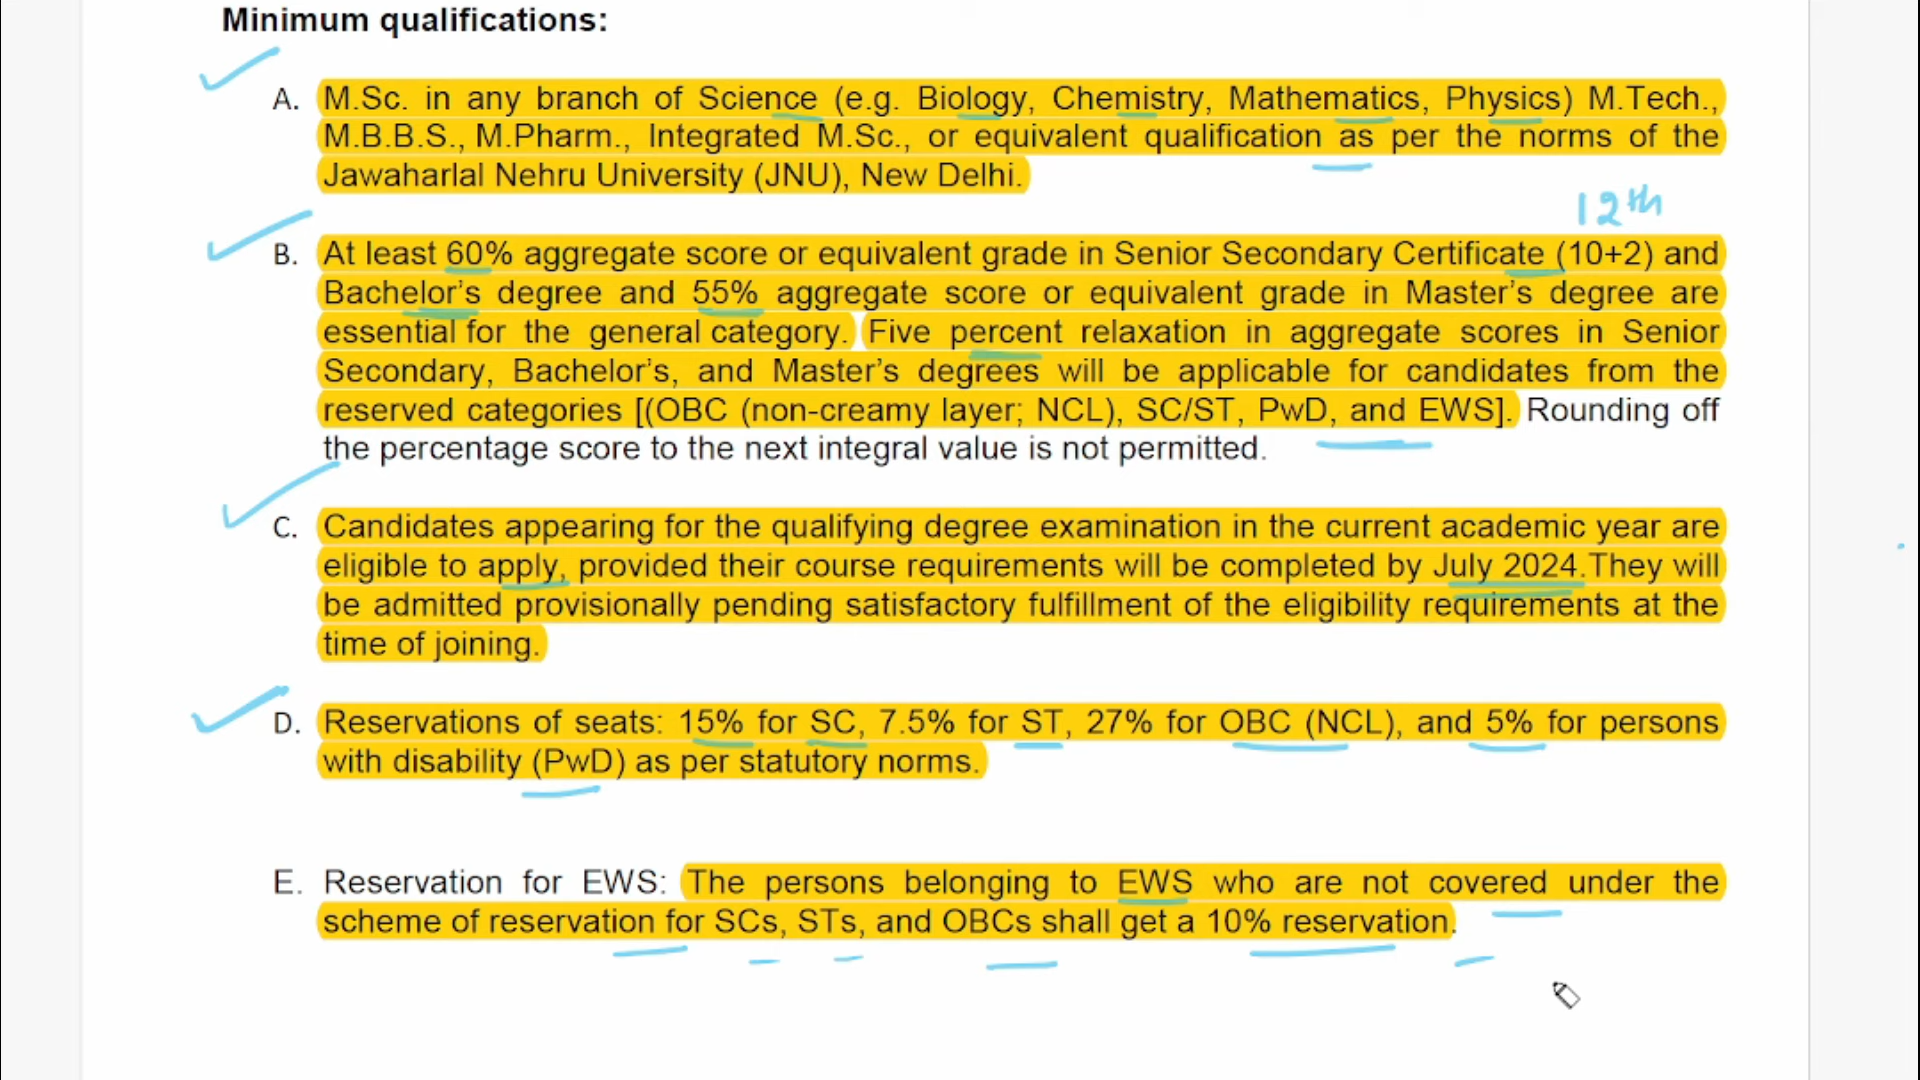 Minimum qualifications:
A. M.Sc. in any branch of Science (e.g. Biology, Chemistry, Mathematics, Physics) M.Tech.,
M.B.B.S., M.Pharm., Integrated M.Sc., or equivalent qualification as per the norms of the
Jawaharlal Nehru University (JNU), New Delhi.
12th
B. At least 60% aggregate score or equivalent grade in Senior Secondary Certificate (10+2) and
Bachelor’s degree and 55% aggregate score or equivalent grade in Master’s degree are
essential for the general category. Five percent relaxation in aggregate scores in Senior
Secondary, Bachelor’s, and Master’s degrees will be applicable for candidates from the
reserved categories [(OBC (non-creamy layer; NCL), SC/ST, PwD, and EWS]. Rounding off
the percentage score to the next integral value is not permitted.
C. Candidates appearing for the qualifying degree examination in the current academic year are
eligible to apply, provided their course requirements will be completed by July 2024.They will
be admitted provisionally pending satisfactory fulfillment of the eligibility requirements at the
time of joining.
D. Reservations of seats: 15% for SC, 7.5% for ST, 27% for OBC (NCL), and 5% for persons
with disability (PwD) as per statutory norms.
E. Reservation for EWS: The persons belonging to EWS who are not covered under the
scheme of reservation for SCs, STs, and OBCs shall get a 10% reservation.